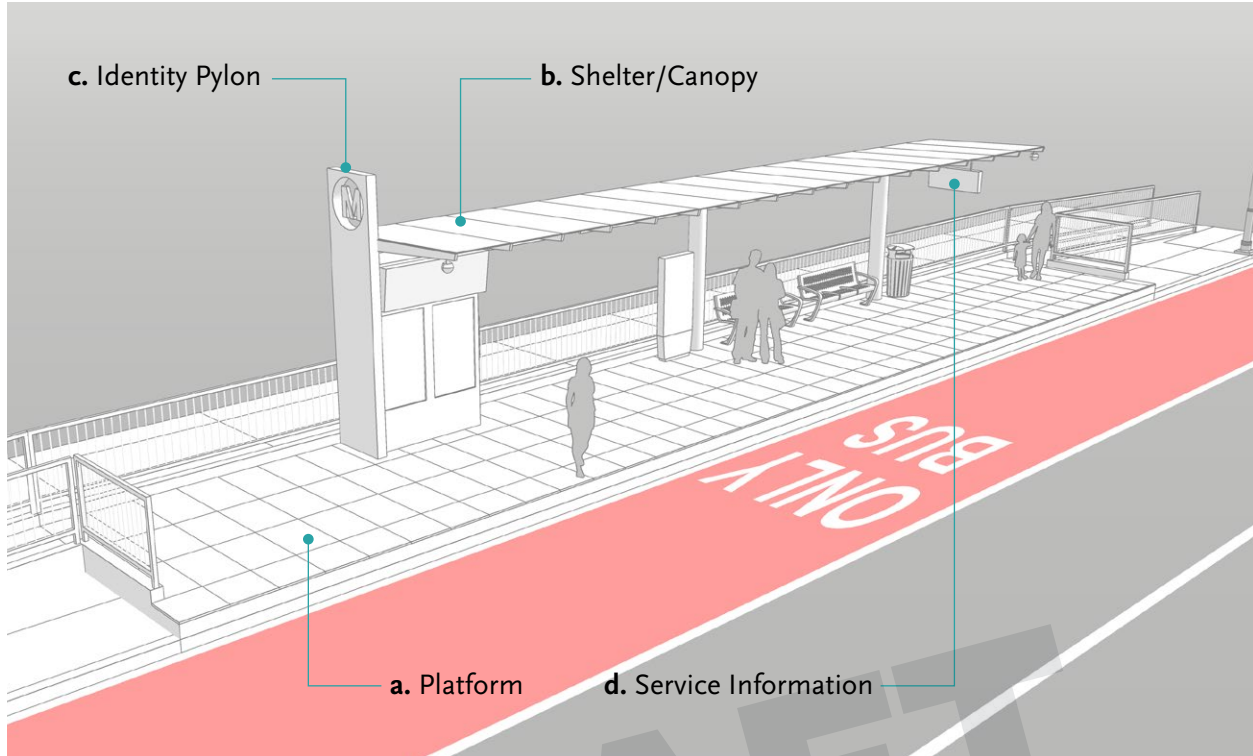 c. Identity Pylon
b. Shelter/Canopy
M
ONLY
BUS
a. Platform
d. Service Information